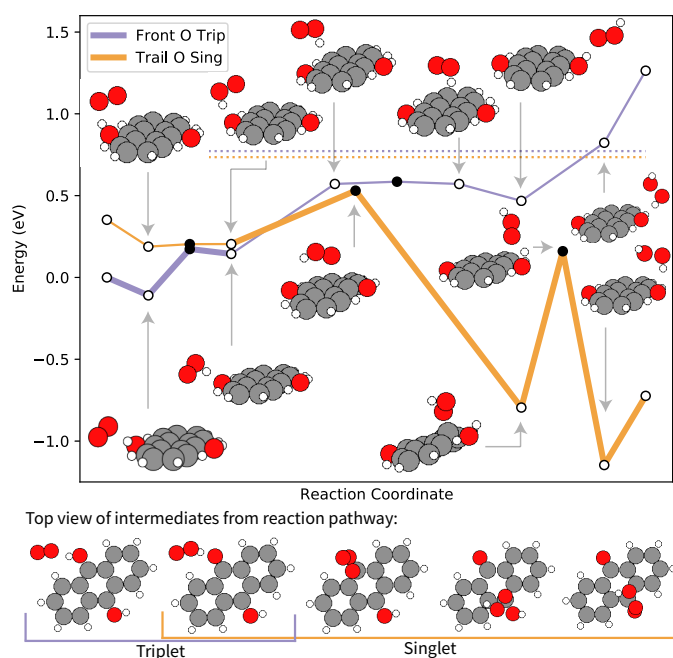 1.5
1.0
0.5
0.0
−0.5
−1.0
Energy (eV)
Front O Trip
Trail O Sing
Reaction Coordinate
Top view of intermediates from reaction pathway:
Triplet
Singlet